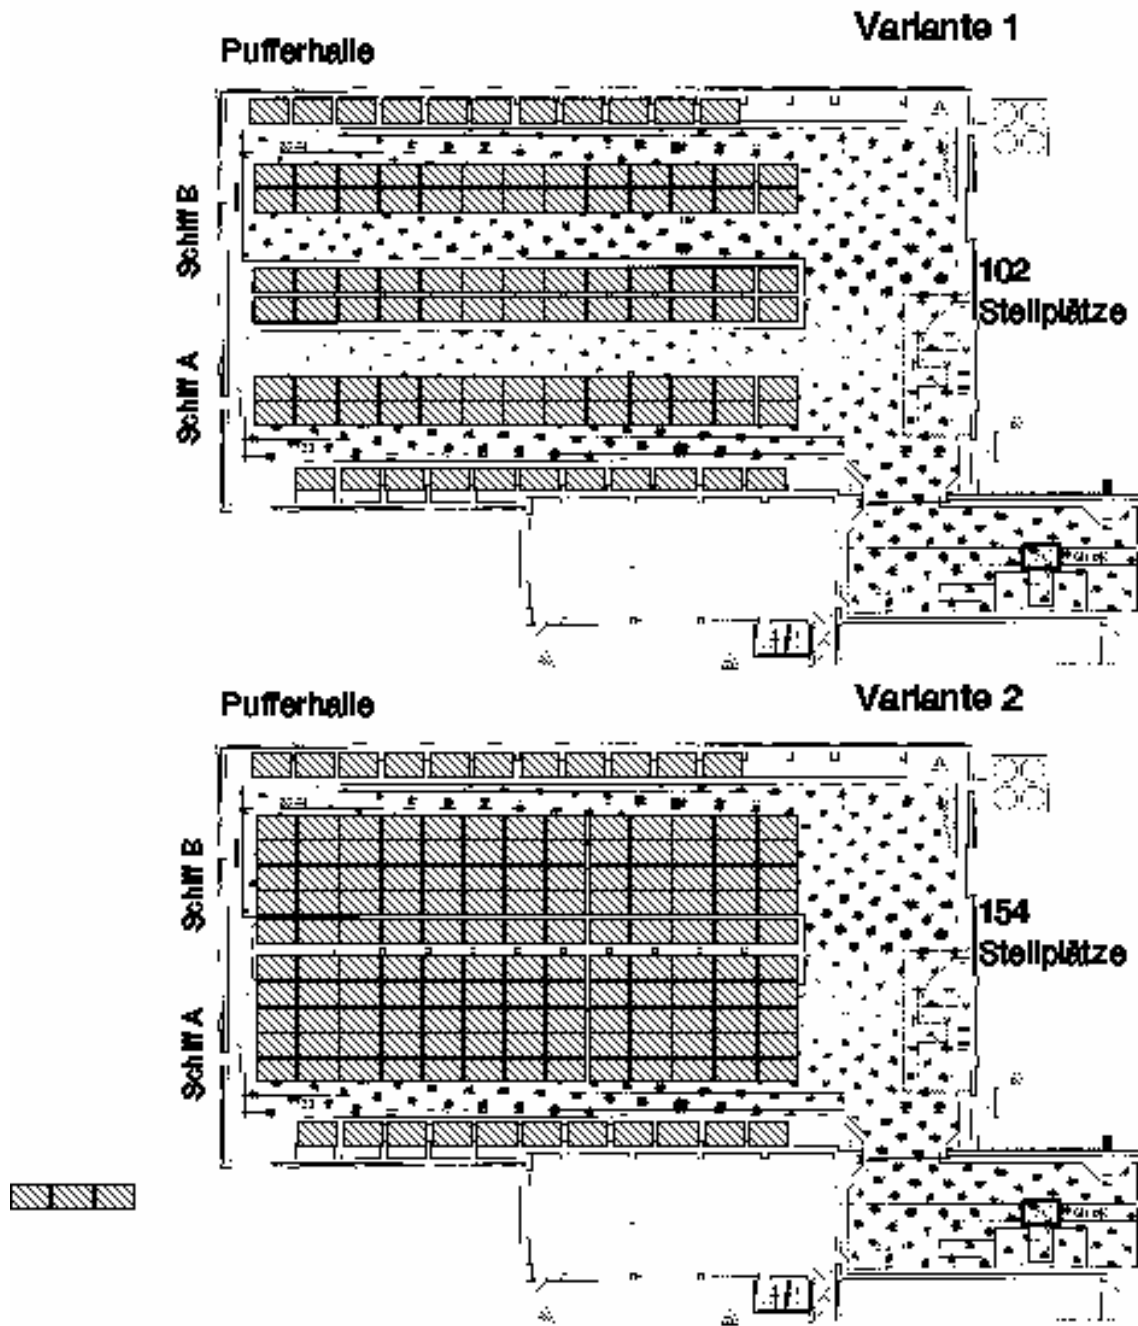 Variante 1
Pufferhalle
Schiff B
102
Stellplätze
Schiff A
Variante 2
Pufferhalle
Schiff B
154
Stellplätze
Schiff A